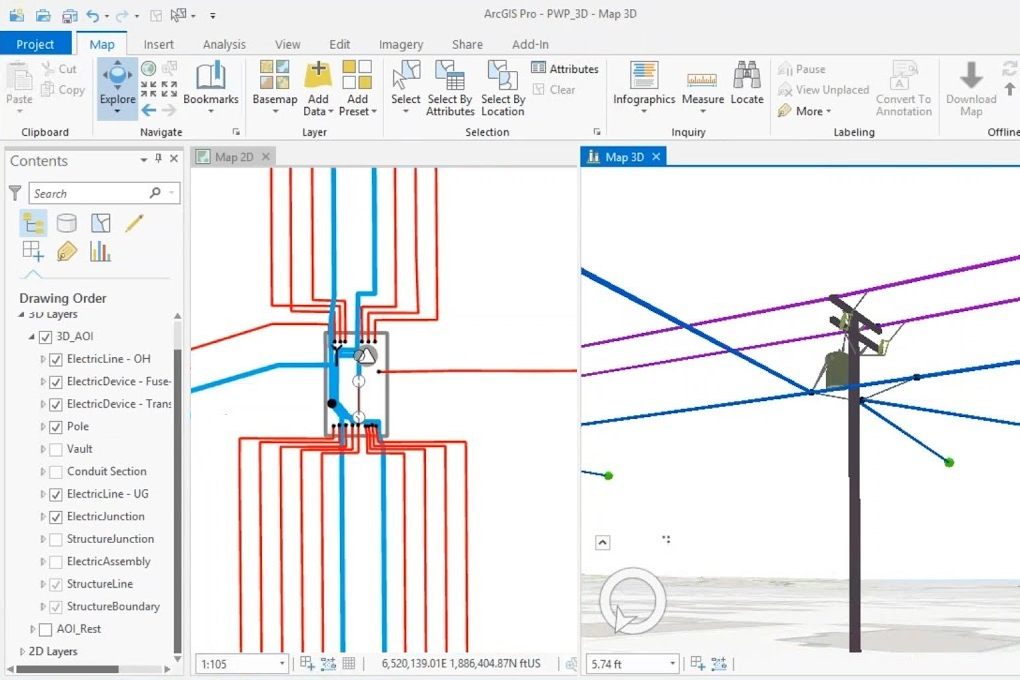 ArcGIS Pro - PWP_3D - Map 3D
Project Map Insert Analysis View Edit Imagery Share Add-In
Paste Cut Copy
Clipboard
Explore Bookmarks
Navigate
Basemap Add Data Add Preset
Layer
Select Select By Attributes Select By Location Attributes Clear
Selection
Infographics Measure Locate
Inquiry
Pause View Unplaced More Convert To Annotation
Labeling
Download Map
Offline
Contents
Search
Drawing Order
3D Layers
3D_AOI
ElectricLine - OH
ElectricDevice - Fuse-
ElectricDevice - Trans
Pole
Vault
Conduit Section
ElectricLine - UG
ElectricJunction
StructureJunction
ElectricAssembly
StructureLine
StructureBoundary
AOI_Rest
2D Layers
Map 2D
1:105
6,520,139.01E 1,886,404.87N ftUS
Map 3D
5.74 ft